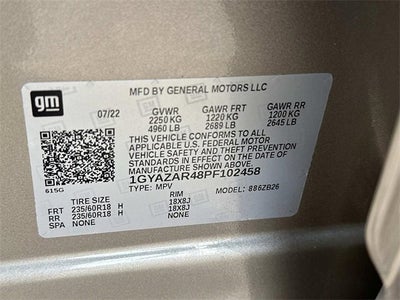 gm
MFD BY GENERAL MOTORS LLC
07/22 GVWR GAWR FRT GAWR RR
2250 KG 1220 KG 1200 KG
4960 LB 2689 LB 2645 LB
THIS VEHICLE CONFORMS TO ALL
APPLICABLE U.S. FEDERAL MOTOR
VEHICLE SAFETY AND THEFT PREVENTION
STANDARDS IN EFFECT ON THE DATE OF
MANUFACTURE SHOWN ABOVE.
1GYAZAR48PF102458
615G TYPE: MPV MODEL: 886ZB26
TIRE SIZE RIM
FRT 235/60R18 H 18X8J
RR 235/60R18 H 18X8J
SPA NONE NONE